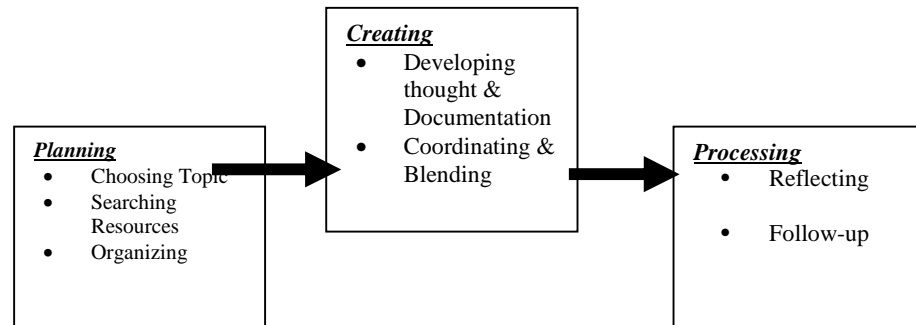 Planning
• Choosing Topic
• Searching
Resources
• Organizing
Creating
• Developing
thought &
Documentation
• Coordinating &
Blending
Processing
• Reflecting
• Follow-up